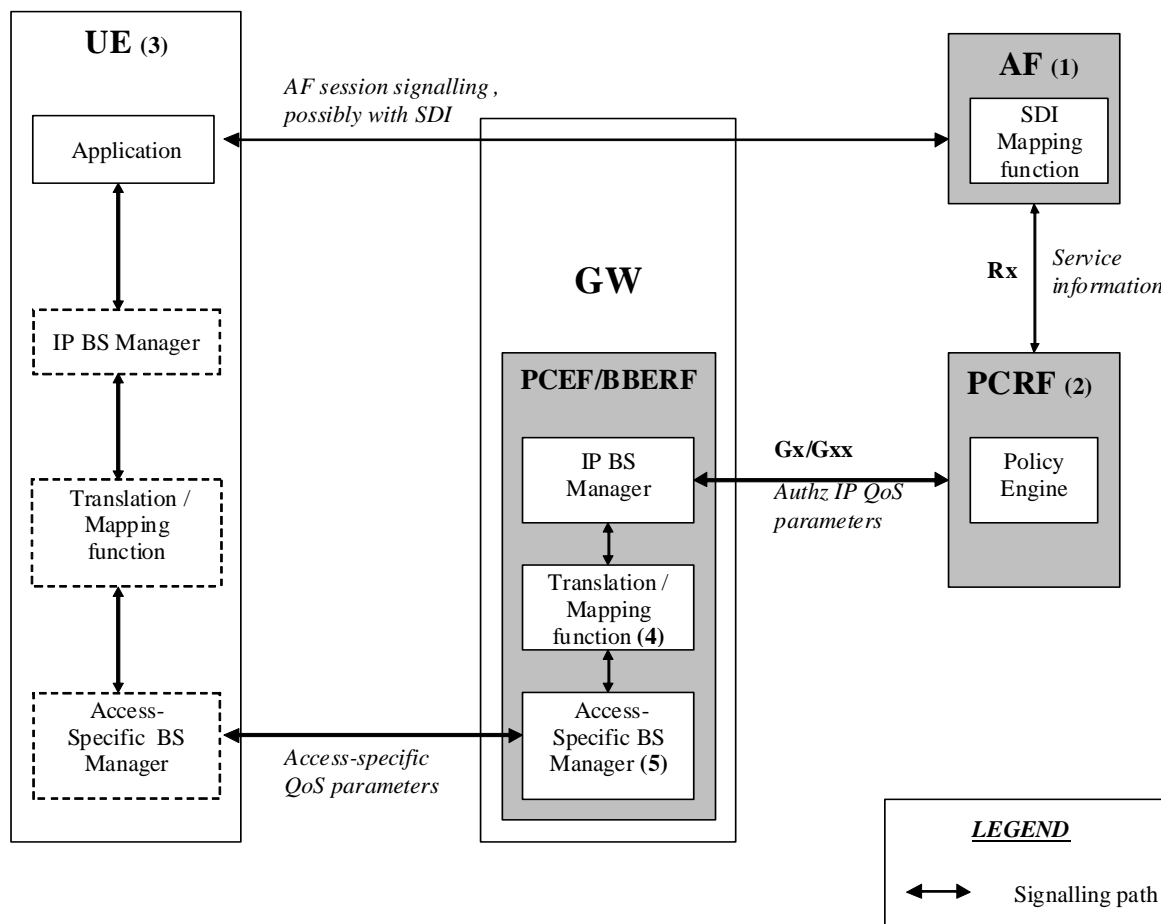 UE (3)
AF (1)
AF session signalling ,
possibly with SDI
SDI
Mapping
function
Application
GW
Rx
Service
information
IP BS Manager
PCEF/BBERF
PCRF (2)
IP BS
Manager
Gx/Gxx
Authz IP QoS
parameters
Policy
Engine
Translation /
Mapping
function
Translation /
Mapping
function (4)
Access-
Specific BS
Manager
Access-specific
QoS parameters
Access-
Specific BS
Manager (5)
LEGEND
Signalling path